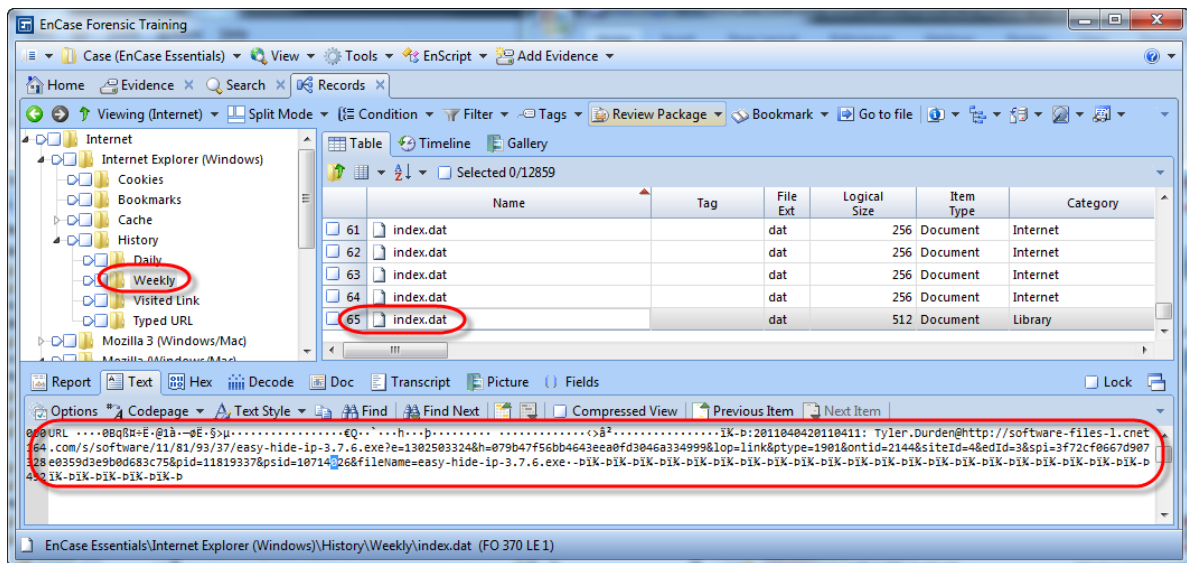 EnCase Forensic Training
Case (EnCase Essentials) View Tools EnScript Add Evidence
Home Evidence Search Records
Viewing (Internet) Split Mode Condition Filter Tags Review Package Bookmark Go to file
Internet
Internet Explorer (Windows)
Cookies
Bookmarks
Cache
History
Daily
Weekly
Visited Link
Typed URL
Mozilla 3 (Windows/Mac)
Table Timeline Gallery
Selected 0/12859
Name Tag File Ext Logical Size Item Type Category
61 index.dat dat 256 Document Internet
62 index.dat dat 256 Document Internet
63 index.dat dat 256 Document Internet
64 index.dat dat 256 Document Internet
65 index.dat dat 512 Document Library
Report Text Hex Decode Doc Transcript Picture Fields Lock
Options Codepage Text Style Find Find Next Compressed View Previous Item Next Item
000 URL :2011040420110411: Tyler.Durden@http://software-files-l.cnet
164 .com/s/software/11/81/93/37/easy-hide-ip-3.7.6.exe?e=1302503324&h=079b47f56bb4643eea0fd3046a334999&lop=link&ptype=1901&ontid=2144&siteId=4&edId=3&spi=3f72cf0667d907
328 e0359d3e9b0d683c75&pid=11819337&psid=10714826&fileName=easy-hide-ip-3.7.6.exe
EnCase Essentials\Internet Explorer (Windows)\History\Weekly\index.dat (FO 370 LE 1)